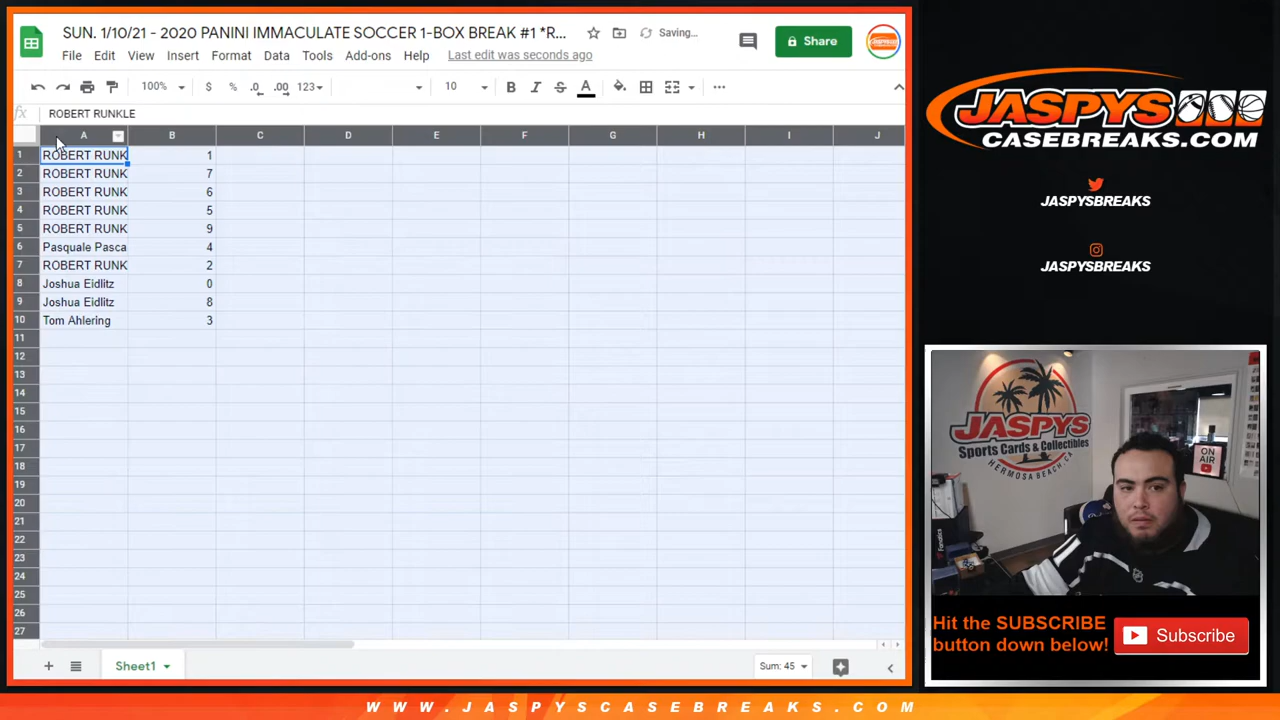 SUN. 1/10/21 - 2020 PANINI IMMACULATE SOCCER 1-BOX BREAK #1 *R...
Saving...
Share
File Edit View Insert Format Data Tools Add-ons Help Last edit was seconds ago
100% $ % .0 .00 123 10 B I S A
fx ROBERT RUNKLE
A B C D E F G H I J
1 ROBERT RUNK 1
2 ROBERT RUNK 7
3 ROBERT RUNK 6
4 ROBERT RUNK 5
5 ROBERT RUNK 9
6 Pasquale Pasca 4
7 ROBERT RUNK 2
8 Joshua Eidlitz 0
9 Joshua Eidlitz 8
10 Tom Ahlering 3
11
12
13
14
15
16
17
18
19
20
21
22
23
24
25
26
27
Sheet1
Sum: 45
JASPYS
CASEBREAKS.COM
JASPYSBREAKS
JASPYSBREAKS
JASPYS
Sports Cards & Collectibles
HERMOSA BEACH, CA
ON
AIR
Fanatics
Hit the SUBSCRIBE
button down below!
Subscribe
WWW.JASPYSCASEBREAKS.COM